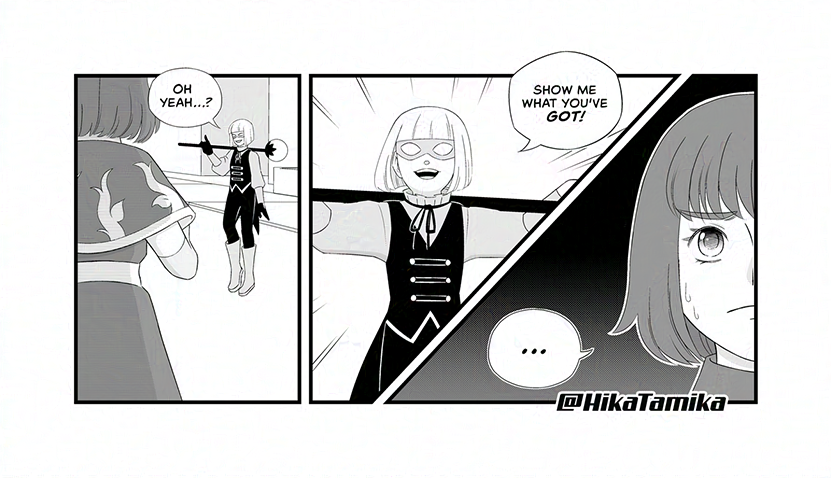 OH
YEAH...?
SHOW ME
WHAT YOU'VE
GOT!
...
@HikaTamika